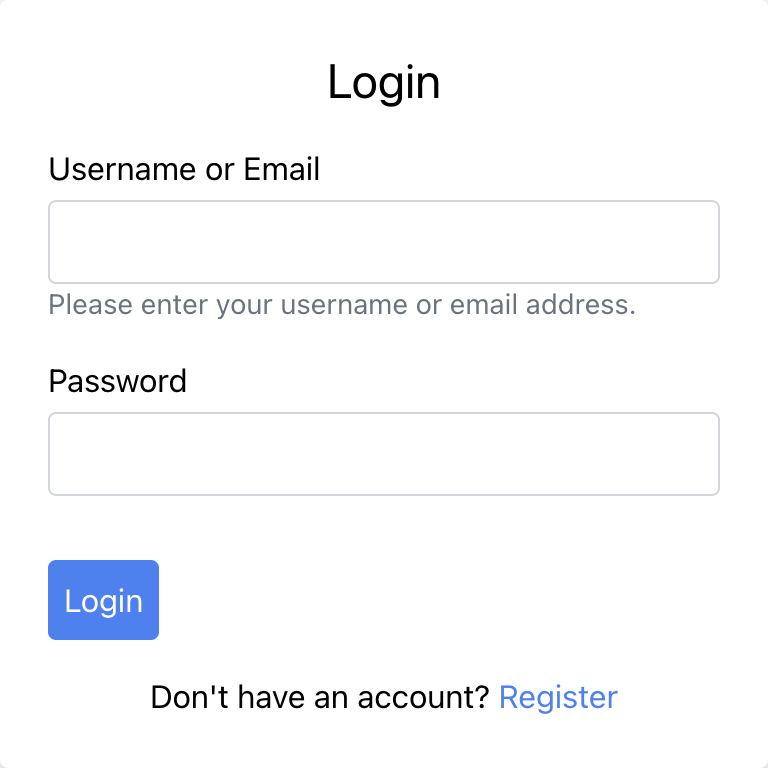 Login
Username or Email
Please enter your username or email address.
Password
Login
Don't have an account? Register